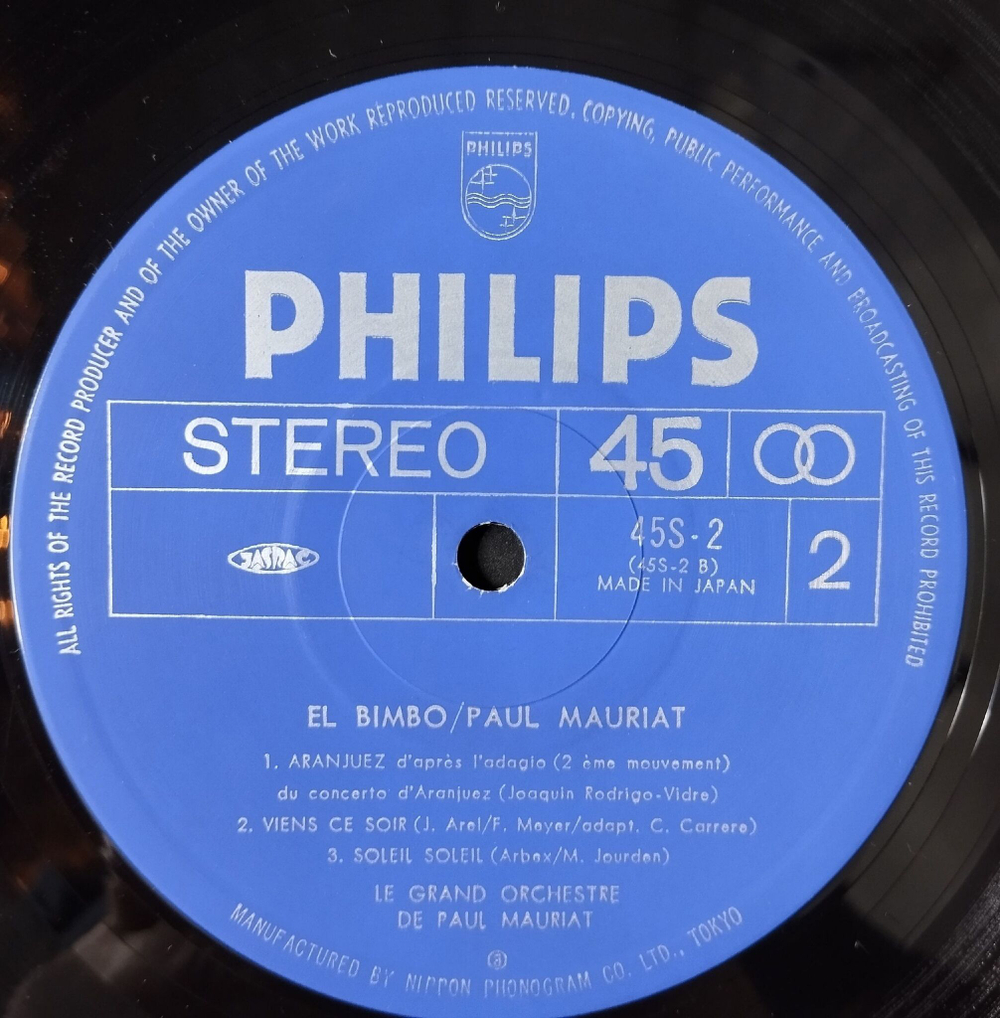 ALL RIGHTS OF THE RECORD PRODUCER AND OF THE OWNER OF THE WORK REPRODUCED RESERVED. COPYING, PUBLIC PERFORMANCE AND BROADCASTING OF THIS RECORD PROHIBITED
PHILIPS
PHILIPS
STEREO 45
JASRAC
45S-2
(45S-2 B)
MADE IN JAPAN
2
EL BIMBO/PAUL MAURIAT
1. ARANJUEZ d'après l'adagio (2 ème mouvement)
du concerto d'Aranjuez (Joaquin Rodrigo-Vidre)
2. VIENS CE SOIR (J. Arel/F. Meyer/adapt. C. Carrere)
3. SOLEIL SOLEIL (Arbex/M. Jourden)
LE GRAND ORCHESTRE
DE PAUL MAURIAT
MANUFACTURED BY NIPPON PHONOGRAM CO. LTD., TOKYO